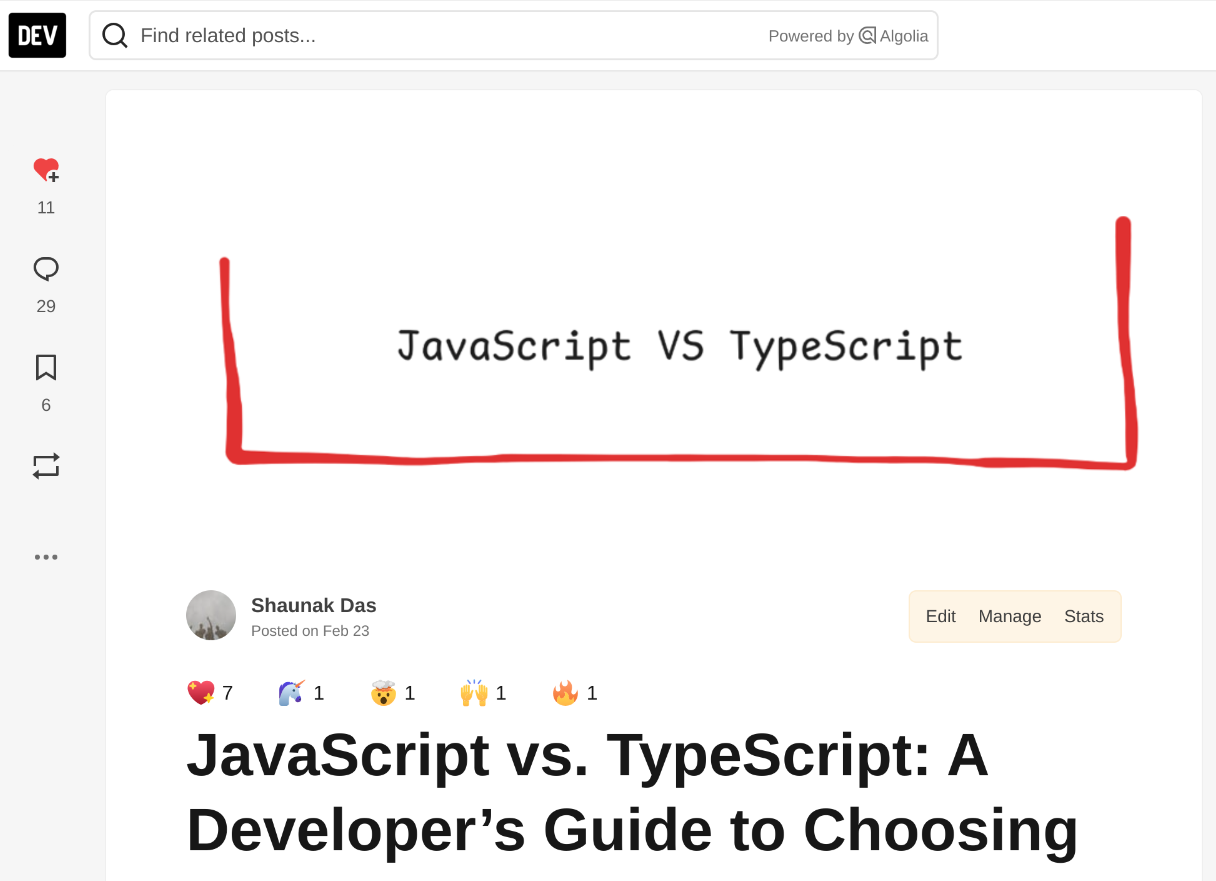 DEV
Find related posts...
Powered by Algolia
11
29
6
JavaScript VS TypeScript
Shaunak Das
Posted on Feb 23
Edit Manage Stats
7 1 1 1 1
JavaScript vs. TypeScript: A
Developer’s Guide to Choosing